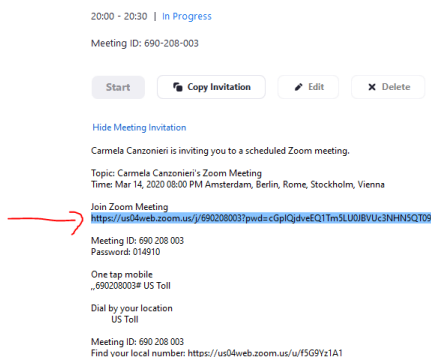 20:00 - 20:30 | In Progress
Meeting ID: 690-208-003
Start Copy Invitation Edit Delete
Hide Meeting Invitation
Carmela Canzonieri is inviting you to a scheduled Zoom meeting.
Topic: Carmela Canzonieri's Zoom Meeting
Time: Mar 14, 2020 08:00 PM Amsterdam, Berlin, Rome, Stockholm, Vienna
Join Zoom Meeting
https://us04web.zoom.us/j/690208003?pwd=cGplQjdveEQ1Tm5LU0JBVUc3NHN5QT09
Meeting ID: 690 208 003
Password: 014910
One tap mobile
,,690208003# US Toll
Dial by your location
US Toll
Meeting ID: 690 208 003
Find your local number: https://us04web.zoom.us/u/f5G9Yz1A1